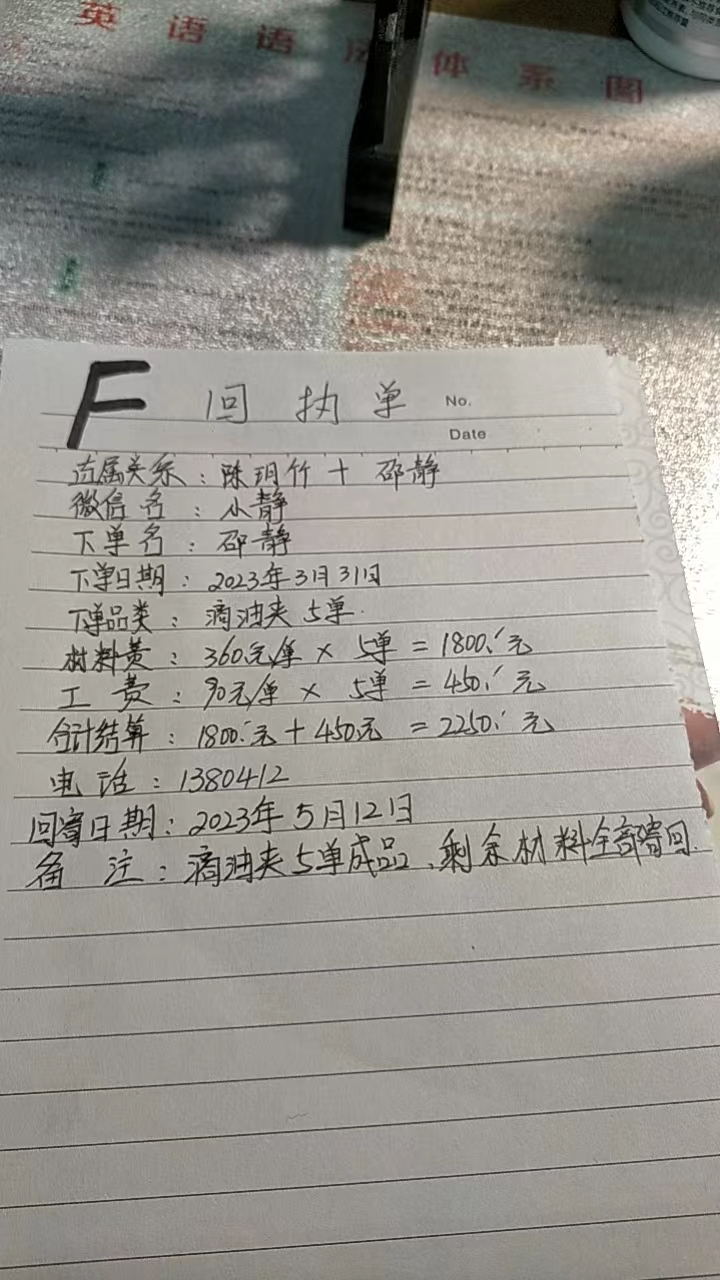 英语语法体系图
F 回执单 No.
Date
直属关系：陈玥竹 + 邵静
微信名：小静
下单名：邵静
下单日期：2023年3月31日
下单品类：滴油夹5单.
材料费：360元/单 × 5单 = 1800.元
工费：90元/单 × 5单 = 450.元
合计结算：1800.元 + 450元 = 2250.元
电话：1380412
回寄日期：2023年5月12日
备注：滴油夹5单成品、剩余材料全部寄回.